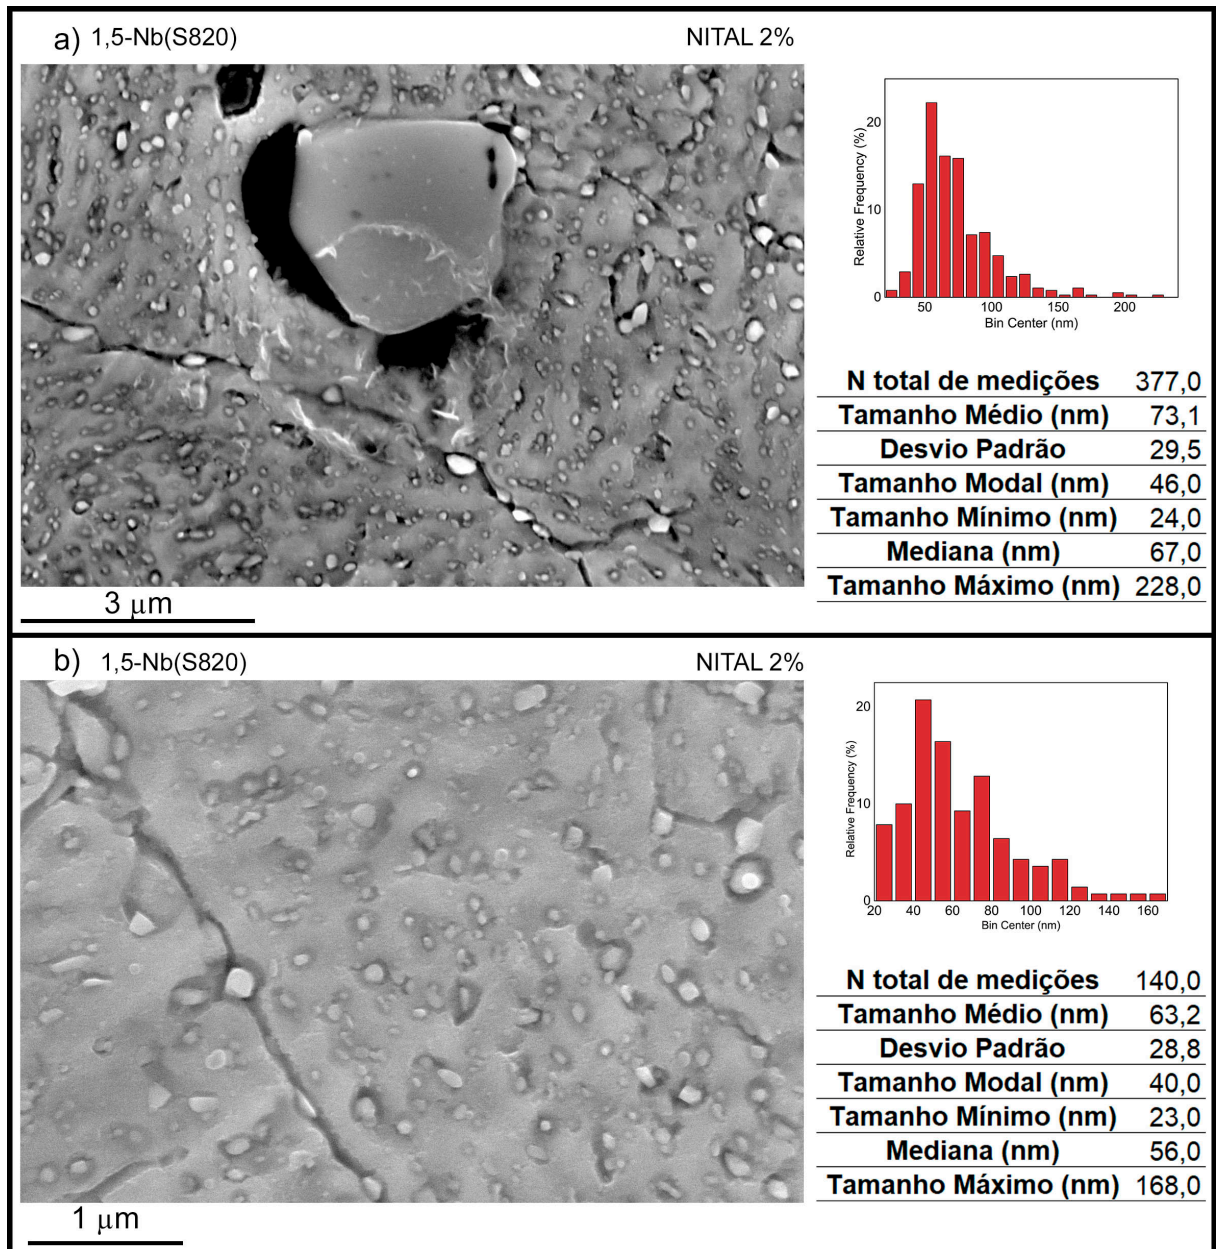 a) 1,5-Nb(S820) NITAL 2%
3 μm
Relative Frequency (%)
20
10
0
50 100 150 200
Bin Center (nm)
N total de medições 377,0
Tamanho Médio (nm) 73,1
Desvio Padrão 29,5
Tamanho Modal (nm) 46,0
Tamanho Mínimo (nm) 24,0
Mediana (nm) 67,0
Tamanho Máximo (nm) 228,0
b) 1,5-Nb(S820) NITAL 2%
1 μm
Relative Frequency (%)
20
10
0
20 40 60 80 100 120 140 160
Bin Center (nm)
N total de medições 140,0
Tamanho Médio (nm) 63,2
Desvio Padrão 28,8
Tamanho Modal (nm) 40,0
Tamanho Mínimo (nm) 23,0
Mediana (nm) 56,0
Tamanho Máximo (nm) 168,0